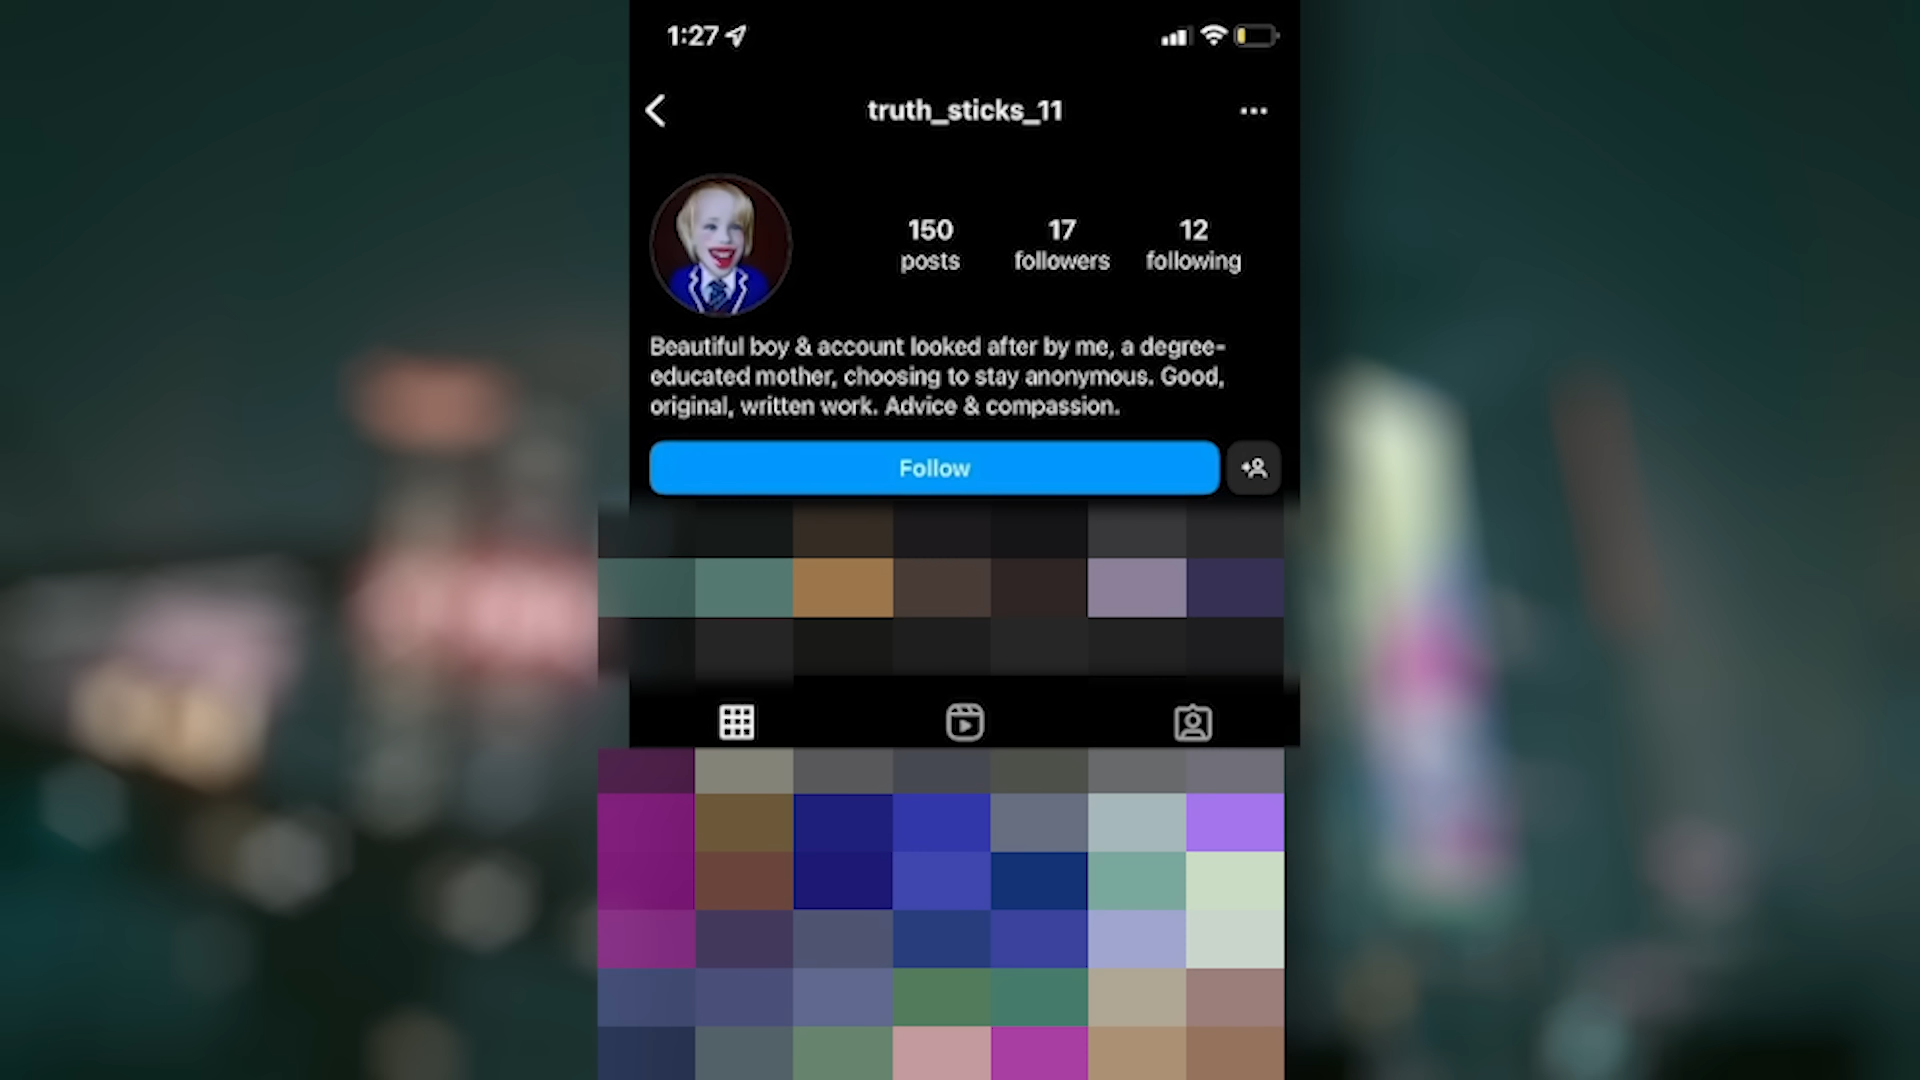 1:27
truth_sticks_11
150 17 12
posts followers following
Beautiful boy & account looked after by me, a degree-
educated mother, choosing to stay anonymous. Good,
original, written work. Advice & compassion.
Follow